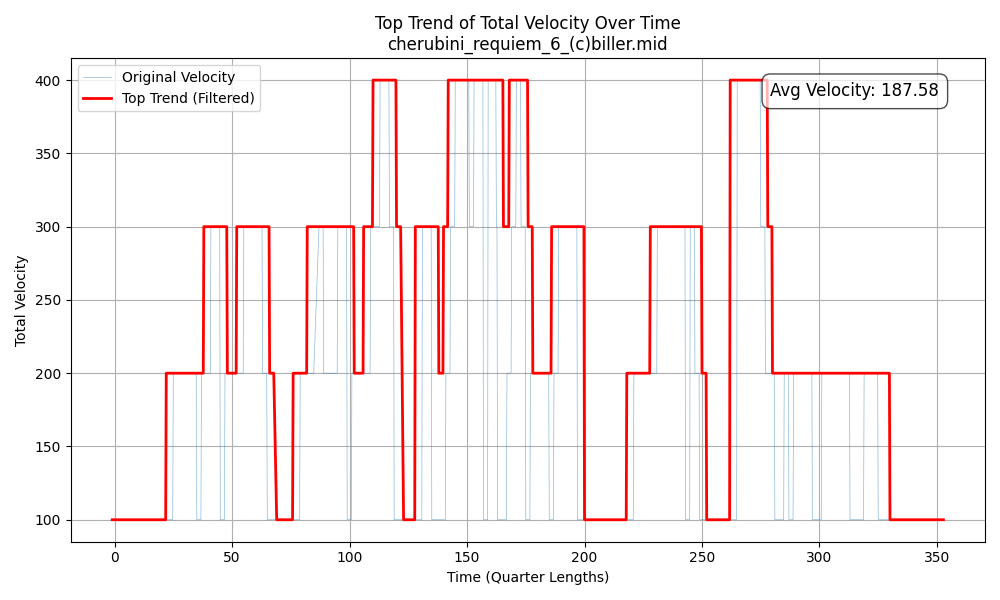 Top Trend of Total Velocity Over Time
cherubini_requiem_6_(c)biller.mid
Original Velocity
Top Trend (Filtered)
Avg Velocity: 187.58
Total Velocity
400
350
300
250
200
150
100
0 50 100 150 200 250 300 350
Time (Quarter Lengths)